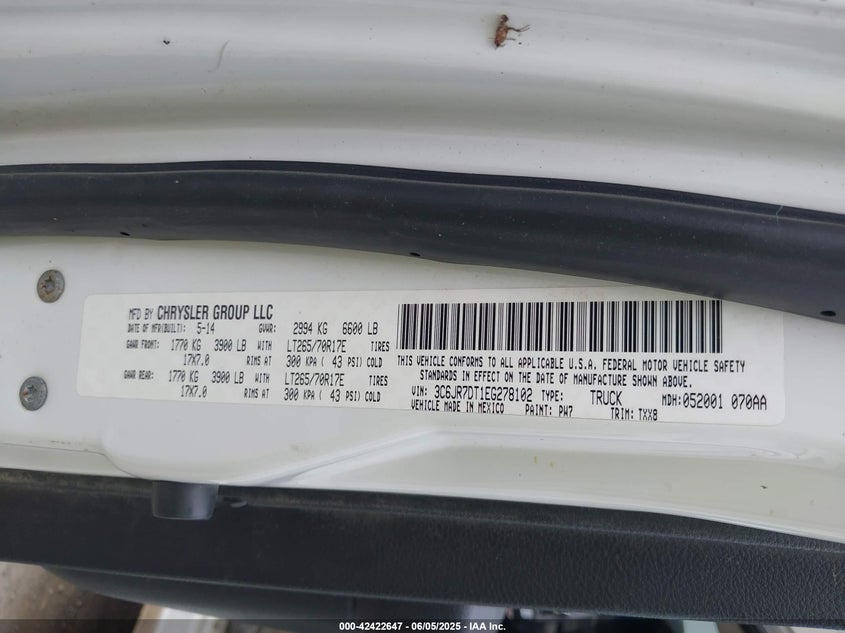 MFD BY CHRYSLER GROUP LLC
DATE OF MFR(BUILT): 5-14 GVWR: 2994 KG 6600 LB
GAWR FRONT: 1770 KG 3900 LB WITH LT265/70R17E TIRES
17X7.0 RIMS AT 300 KPA ( 43 PSI) COLD
GAWR REAR: 1770 KG 3900 LB WITH LT265/70R17E TIRES
17X7.0 RIMS AT 300 KPA ( 43 PSI) COLD
THIS VEHICLE CONFORMS TO ALL APPLICABLE U.S.A. FEDERAL MOTOR VEHICLE SAFETY
STANDARDS IN EFFECT ON THE DATE OF MANUFACTURE SHOWN ABOVE.
VIN: 3C6JR7DT1EG278102 TYPE: TRUCK MDH: 052001 070AA
VEHICLE MADE IN MEXICO PAINT: PW7 TRIM: TXX8
000-42422647 - 06/05/2025 - IAA Inc.